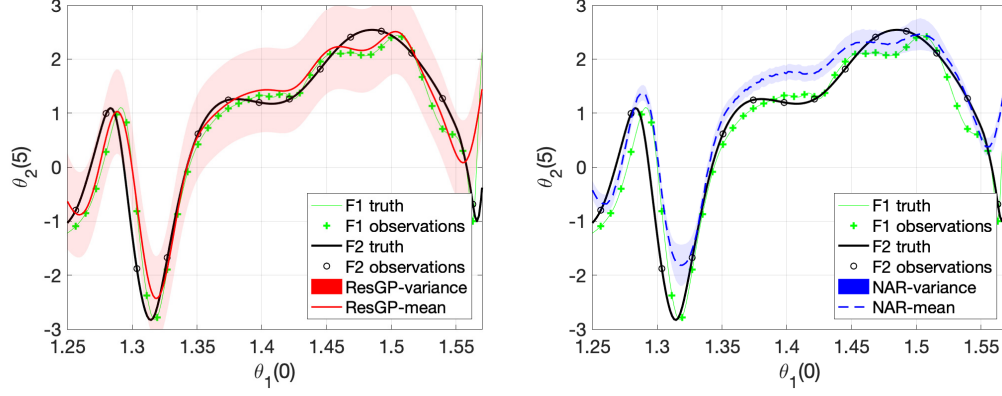 3
2
1
0
-1
-2
-3
θ2(5)
1.25
1.3
1.35
1.4
1.45
1.5
1.55
θ1(0)
F1 truth
F1 observations
F2 truth
F2 observations
ResGP-variance
ResGP-mean
3
2
1
0
-1
-2
-3
θ2(5)
1.25
1.3
1.35
1.4
1.45
1.5
1.55
θ1(0)
F1 truth
F1 observations
F2 truth
F2 observations
NAR-variance
NAR-mean